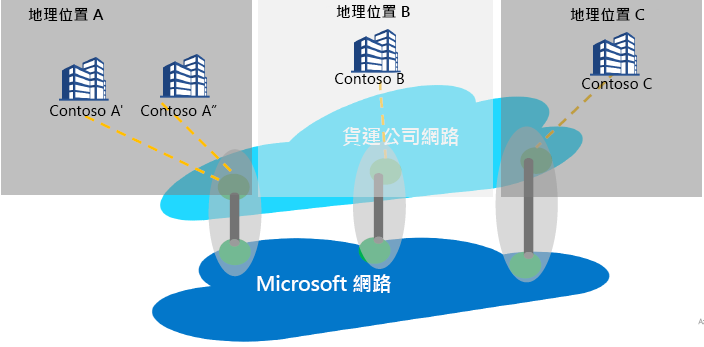 地理位置 A
地理位置 B
地理位置 C
Contoso A'
Contoso A"
Contoso B
Contoso C
貨運公司網路
Microsoft 網路